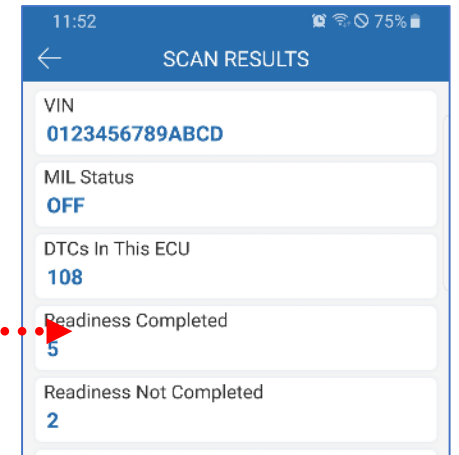 11:52 75%
SCAN RESULTS
VIN
0123456789ABCD
MIL Status
OFF
DTCs In This ECU
108
Readiness Completed
5
Readiness Not Completed
2